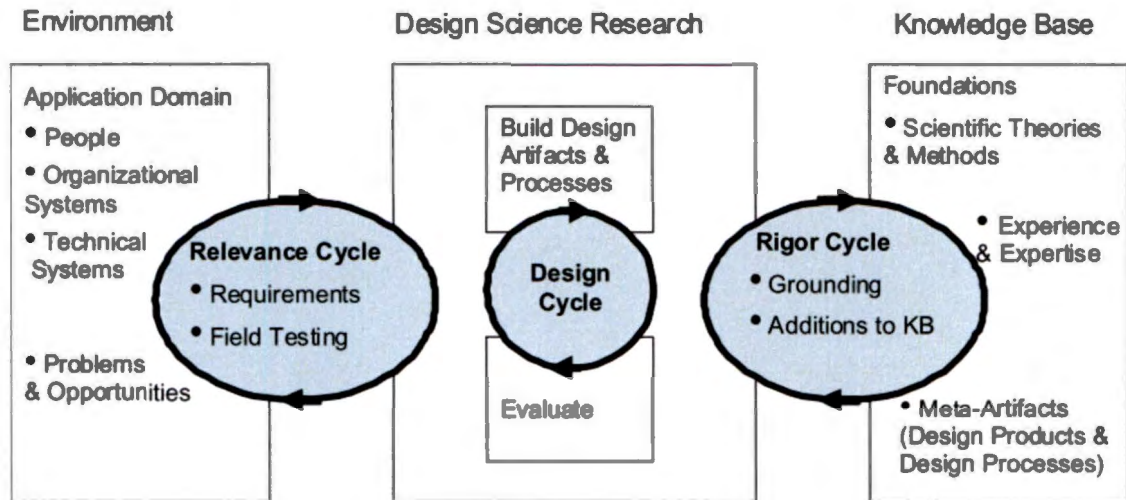 Environment
Design Science Research
Knowledge Base
Application Domain
• People
• Organizational
Systems
• Technical
Systems
• Problems
& Opportunities
Relevance Cycle
• Requirements
• Field Testing
Build Design
Artifacts &
Processes
Design
Cycle
Evaluate
Rigor Cycle
• Grounding
• Additions to KB
Foundations
• Scientific Theories
& Methods
• Experience
& Expertise
• Meta-Artifacts
(Design Products &
Design Processes)